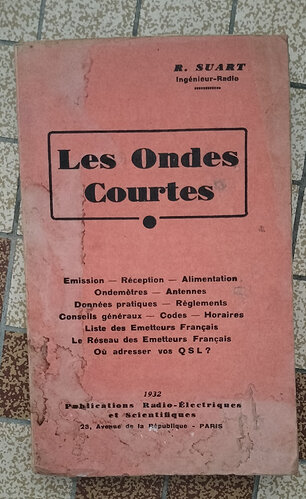 R. SUART
Ingénieur-Radio
Les Ondes
Courtes
Emission — Réception — Alimentation
Ondemètres — Antennes
Données pratiques — Réglements
Conseils généraux — Codes — Horaires
Liste des Emetteurs Français
Le Réseau des Emetteurs Français
Où adresser vos QSL ?
1932
Publications Radio-Électriques
et Scientifiques
23, Avenue de la République - PARIS